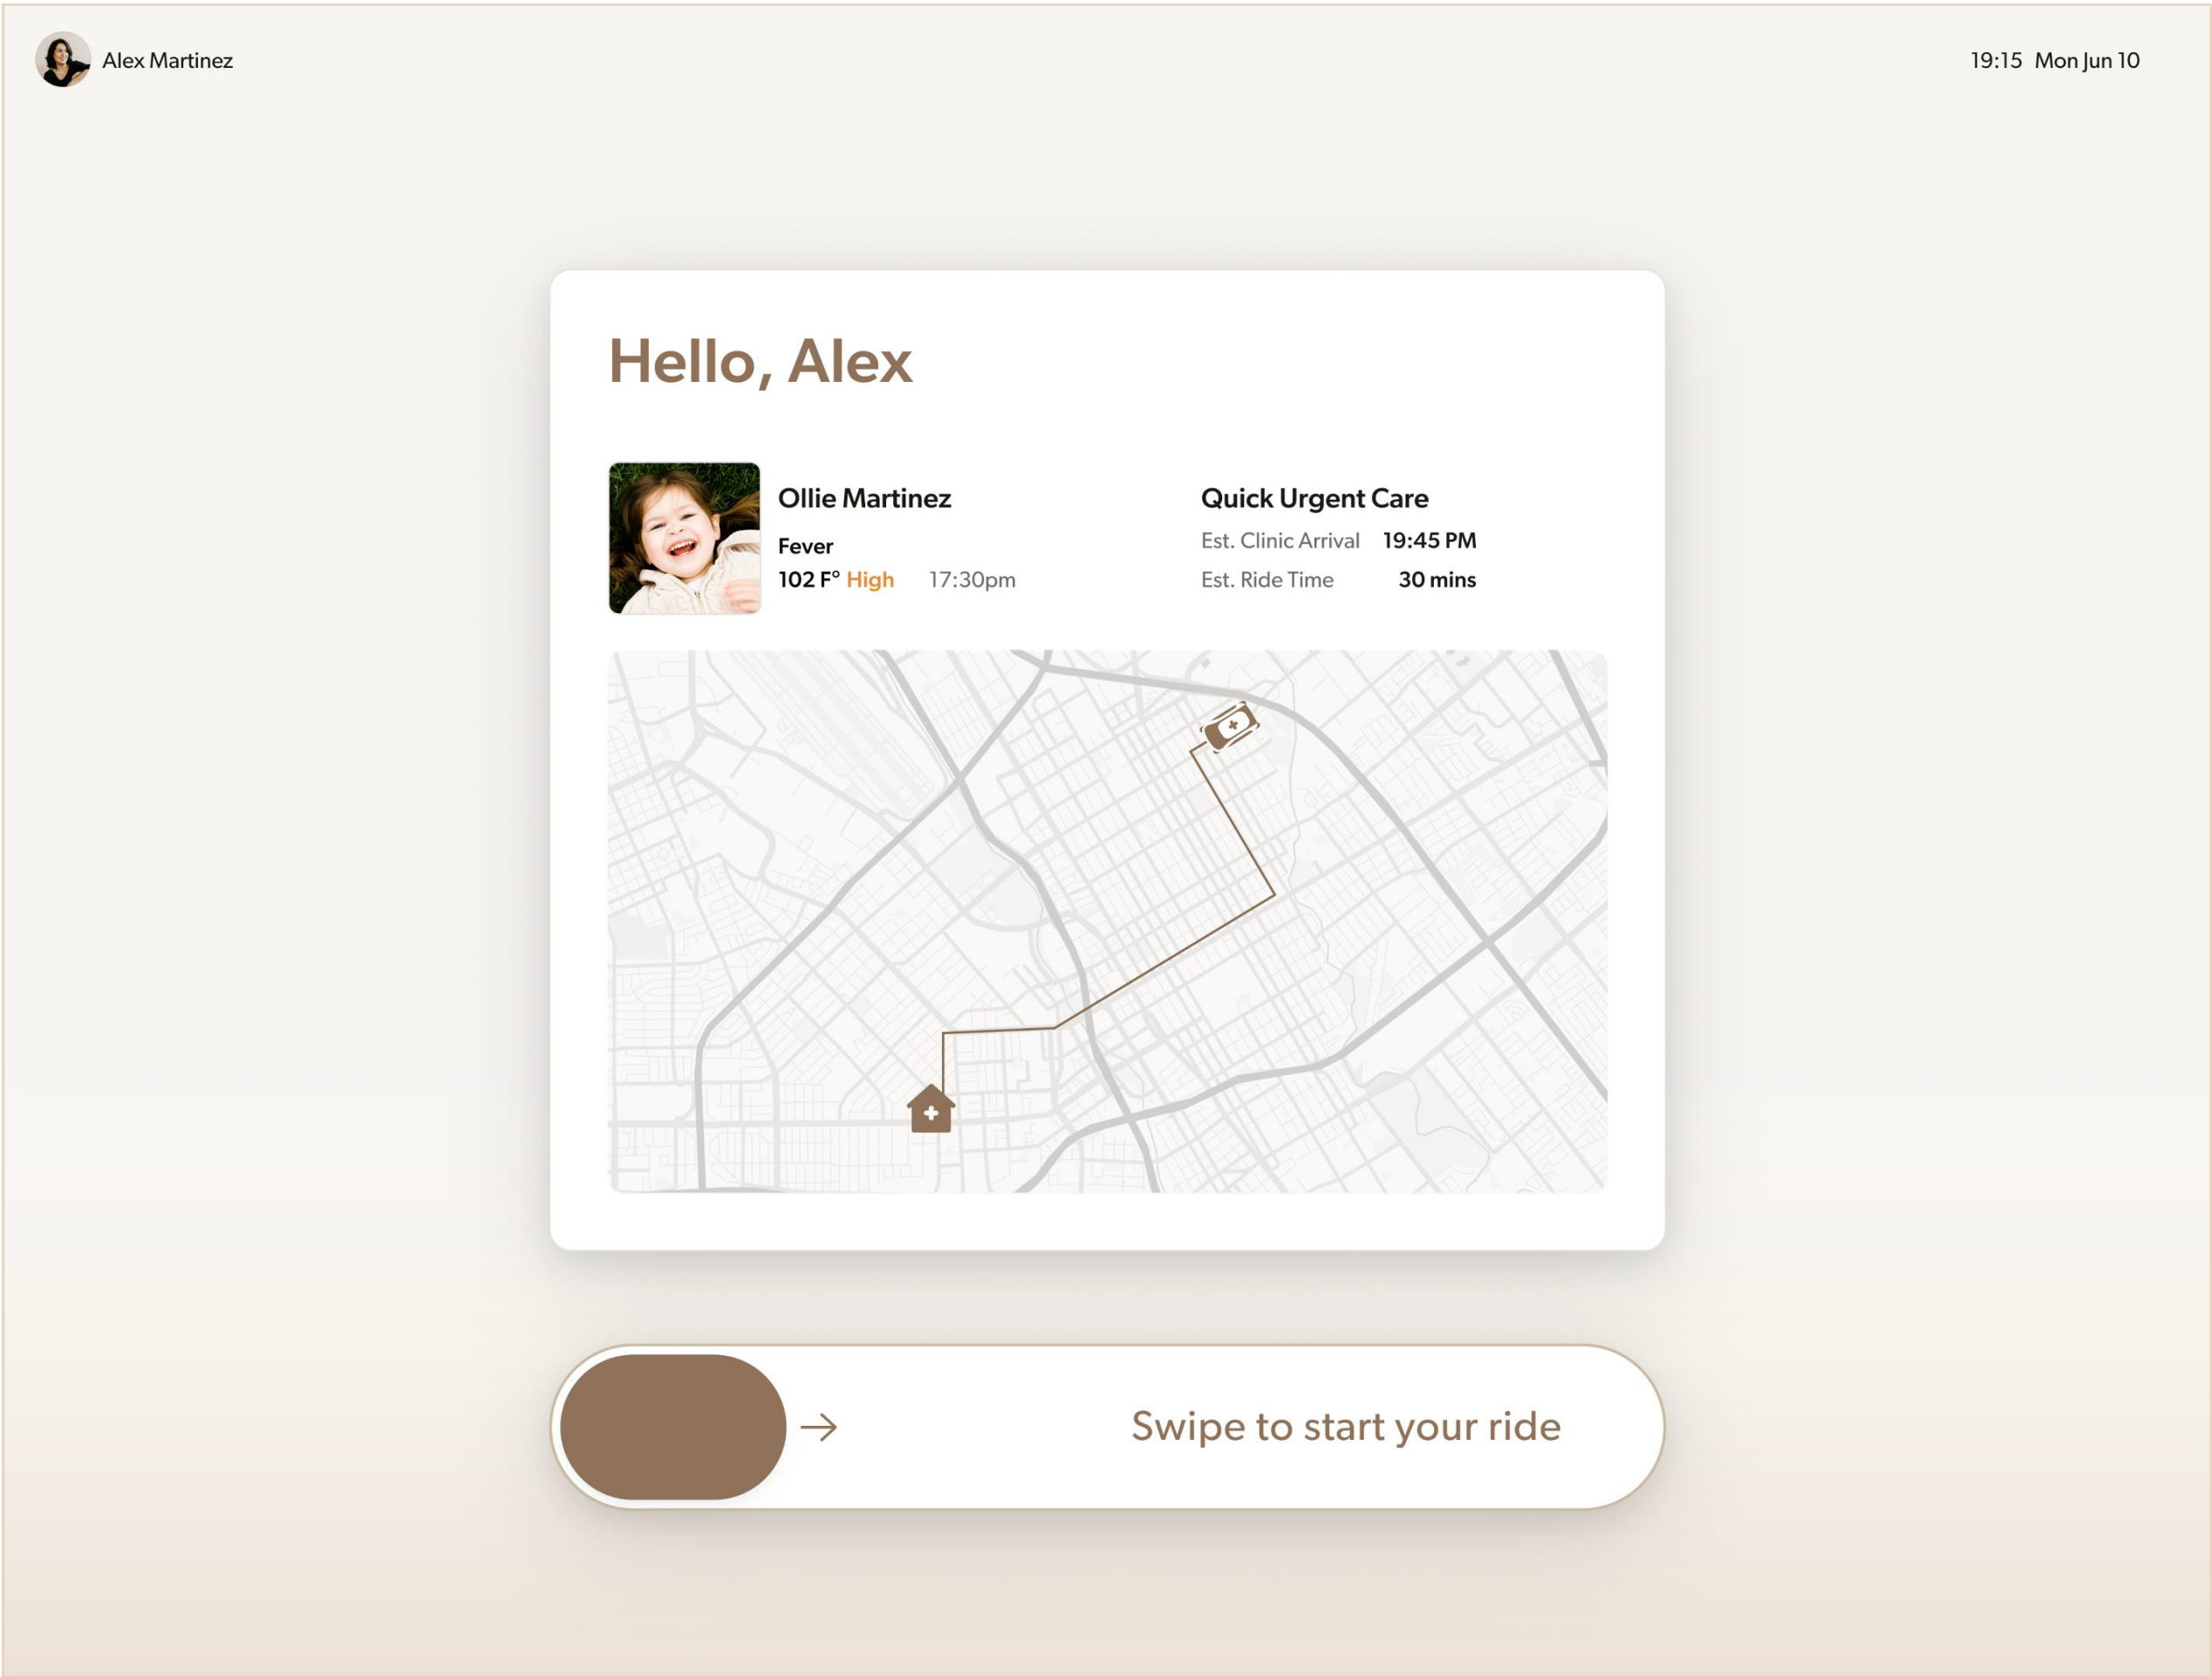 Alex Martinez
19:15 Mon Jun 10
Hello, Alex
Ollie Martinez
Fever
102 F° High 17:30pm
Quick Urgent Care
Est. Clinic Arrival 19:45 PM
Est. Ride Time 30 mins
Swipe to start your ride